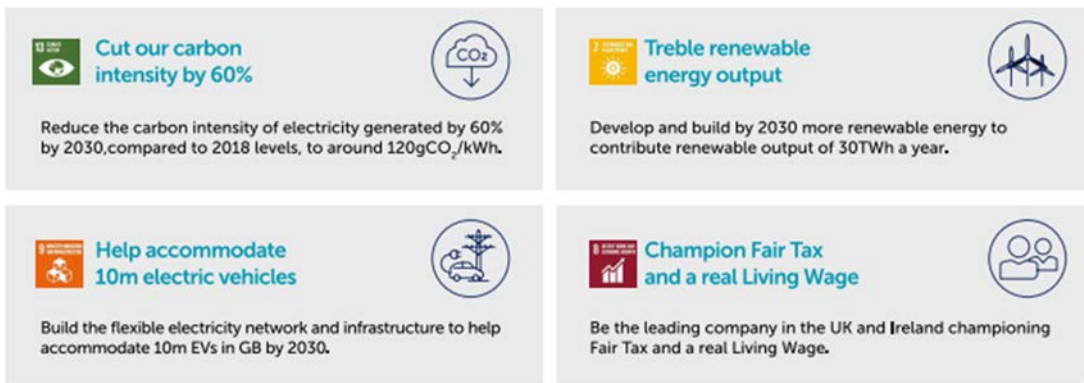 Cut our carbon
intensity by 60%
CO₂
Reduce the carbon intensity of electricity generated by 60%
by 2030,compared to 2018 levels, to around 120gCO₂/kWh.
Treble renewable
energy output
Develop and build by 2030 more renewable energy to
contribute renewable output of 30TWh a year.
Help accommodate
10m electric vehicles
Build the flexible electricity network and infrastructure to help
accommodate 10m EVs in GB by 2030.
Champion Fair Tax
and a real Living Wage
Be the leading company in the UK and Ireland championing
Fair Tax and a real Living Wage.